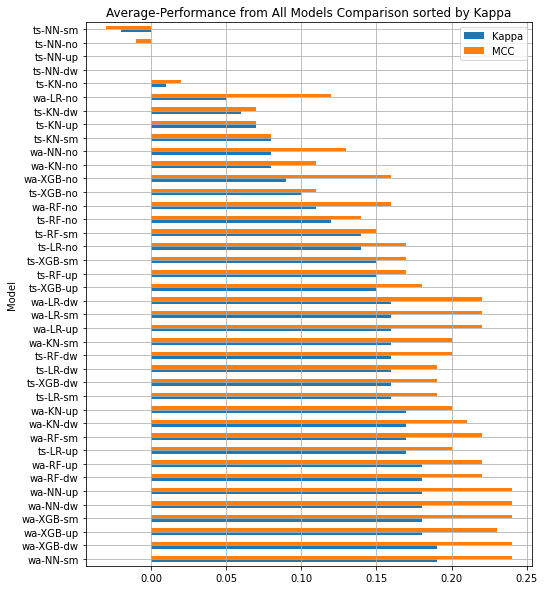 Average-Performance from All Models Comparison sorted by Kappa
Kappa
MCC
Model
ts-NN-sm
ts-NN-no
ts-NN-up
ts-NN-dw
ts-KN-no
wa-LR-no
ts-KN-dw
ts-KN-up
ts-KN-sm
wa-NN-no
wa-KN-no
wa-XGB-no
ts-XGB-no
wa-RF-no
ts-RF-no
ts-RF-sm
ts-LR-no
ts-XGB-sm
ts-RF-up
ts-XGB-up
wa-LR-dw
wa-LR-sm
wa-LR-up
wa-KN-sm
ts-RF-dw
ts-LR-dw
ts-XGB-dw
ts-LR-sm
wa-KN-up
wa-KN-dw
wa-RF-sm
ts-LR-up
wa-RF-up
wa-RF-dw
wa-NN-up
wa-NN-dw
wa-XGB-sm
wa-XGB-up
wa-XGB-dw
wa-NN-sm
0.00 0.05 0.10 0.15 0.20 0.25